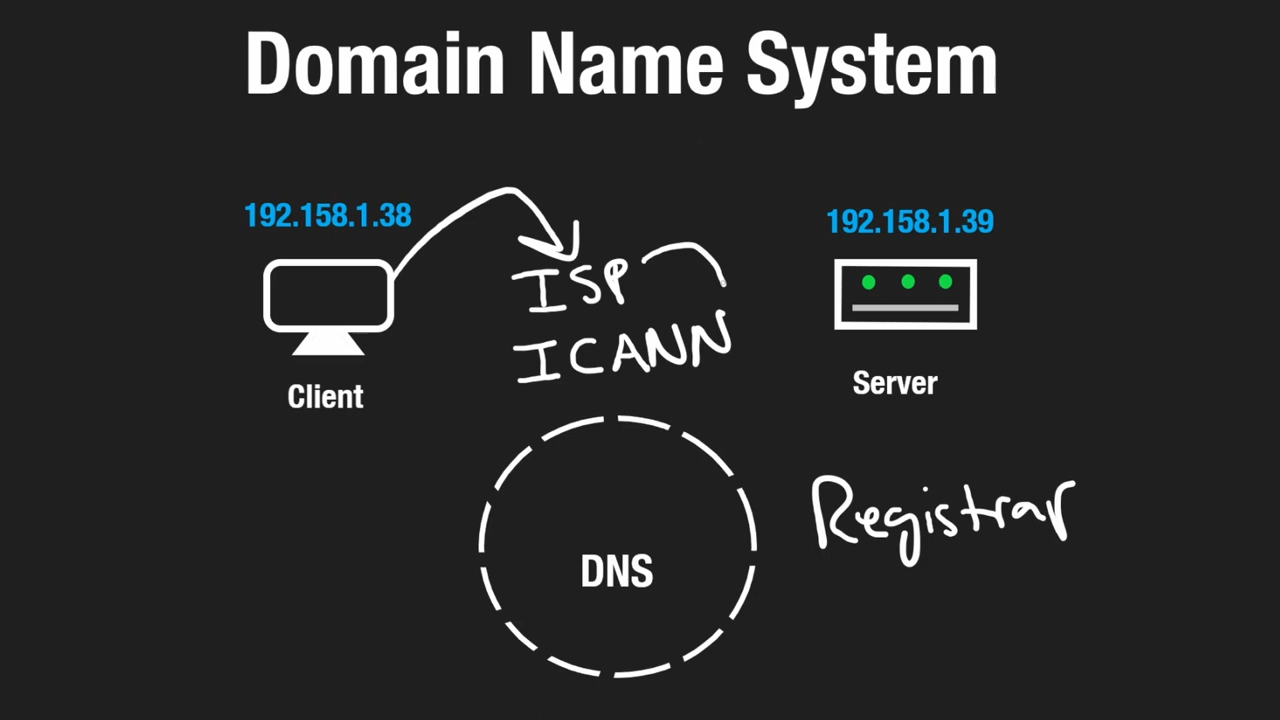 Domain Name System
192.158.1.38
192.158.1.39
ISP
ICANN
Client
Server
Registrar
DNS